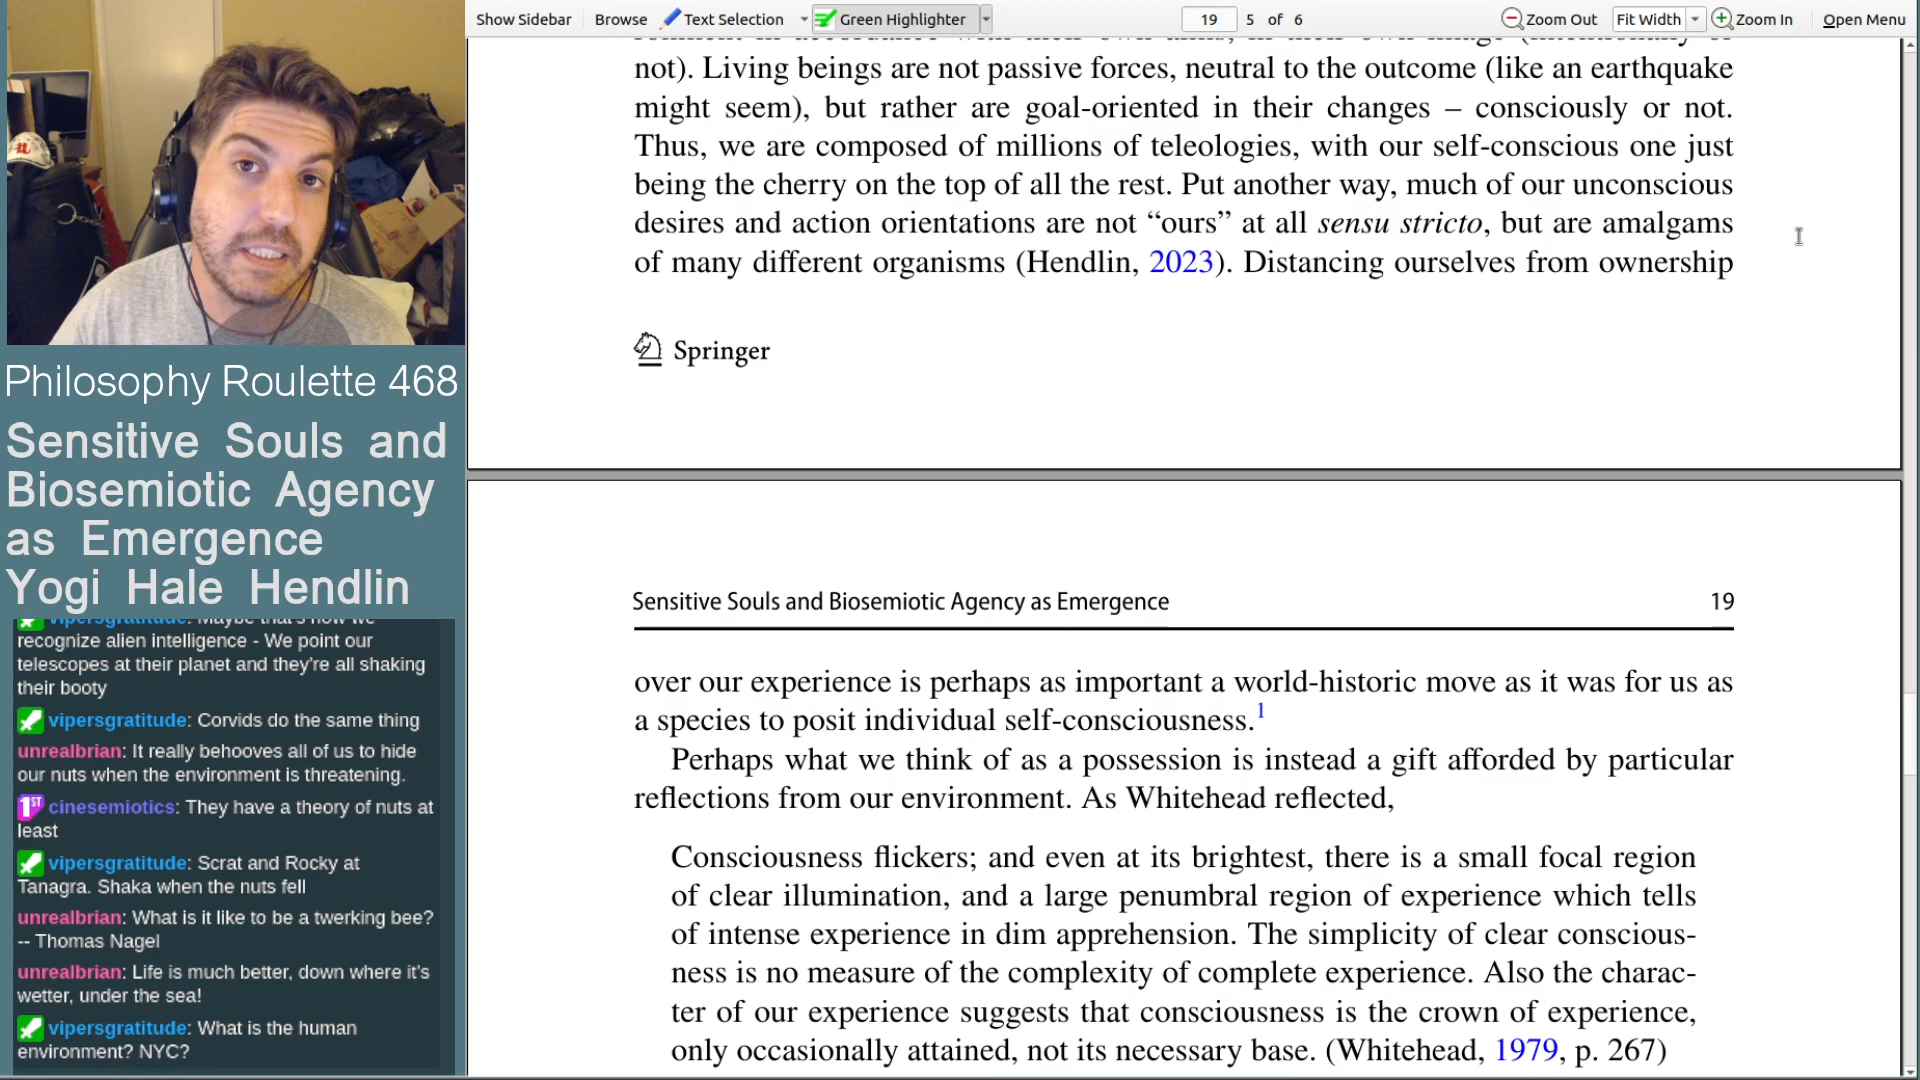 Show Sidebar Browse Text Selection Green Highlighter 19 5 of 6 Zoom Out Fit Width Zoom In Open Menu
not). Living beings are not passive forces, neutral to the outcome (like an earthquake
might seem), but rather are goal-oriented in their changes – consciously or not.
Thus, we are composed of millions of teleologies, with our self-conscious one just
being the cherry on the top of all the rest. Put another way, much of our unconscious
desires and action orientations are not “ours” at all sensu stricto, but are amalgams
of many different organisms (Hendlin, 2023). Distancing ourselves from ownership
Springer
Sensitive Souls and Biosemiotic Agency as Emergence 19
over our experience is perhaps as important a world-historic move as it was for us as
a species to posit individual self-consciousness.1
Perhaps what we think of as a possession is instead a gift afforded by particular
reflections from our environment. As Whitehead reflected,
Consciousness flickers; and even at its brightest, there is a small focal region
of clear illumination, and a large penumbral region of experience which tells
of intense experience in dim apprehension. The simplicity of clear conscious-
ness is no measure of the complexity of complete experience. Also the charac-
ter of our experience suggests that consciousness is the crown of experience,
only occasionally attained, not its necessary base. (Whitehead, 1979, p. 267)
Philosophy Roulette 468
Sensitive Souls and
Biosemiotic Agency
as Emergence
Yogi Hale Hendlin
vipersgratitude: Maybe that's how we
recognize alien intelligence - We point our
telescopes at their planet and they're all shaking
their booty
vipersgratitude: Corvids do the same thing
unrealbrian: It really behooves all of us to hide
our nuts when the environment is threatening.
1ST cinesemiotics: They have a theory of nuts at
least
vipersgratitude: Scrat and Rocky at
Tanagra. Shaka when the nuts fell
unrealbrian: What is it like to be a twerking bee?
-- Thomas Nagel
unrealbrian: Life is much better, down where it's
wetter, under the sea!
vipersgratitude: What is the human
environment? NYC?